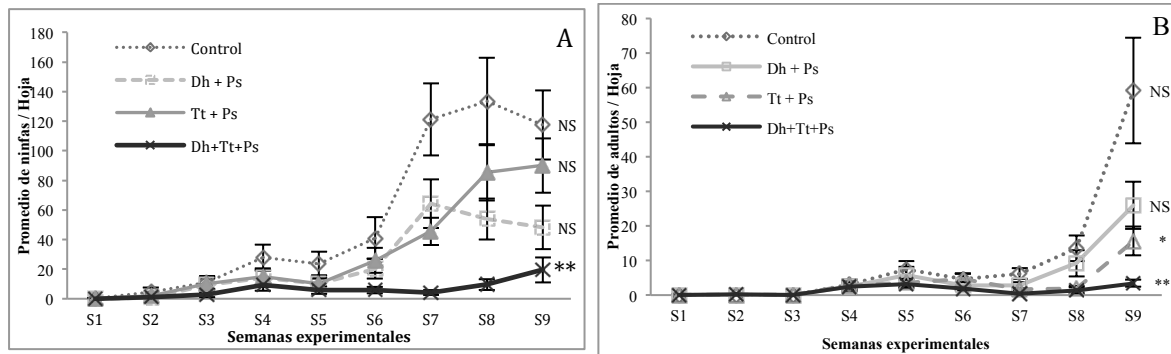 A
Promedio de ninfas / Hoja
180
160
140
120
100
80
60
40
20
0
Control
Dh + Ps
Tt + Ps
Dh+Tt+Ps
NS
NS
NS
**
S1 S2 S3 S4 S5 S6 S7 S8 S9
Semanas experimentales
B
Promedio de adultos / Hoja
80
70
60
50
40
30
20
10
0
Control
Dh + Ps
Tt + Ps
Dh+Tt+Ps
NS
NS
*
**
S1 S2 S3 S4 S5 S6 S7 S8 S9
Semanas experimentales